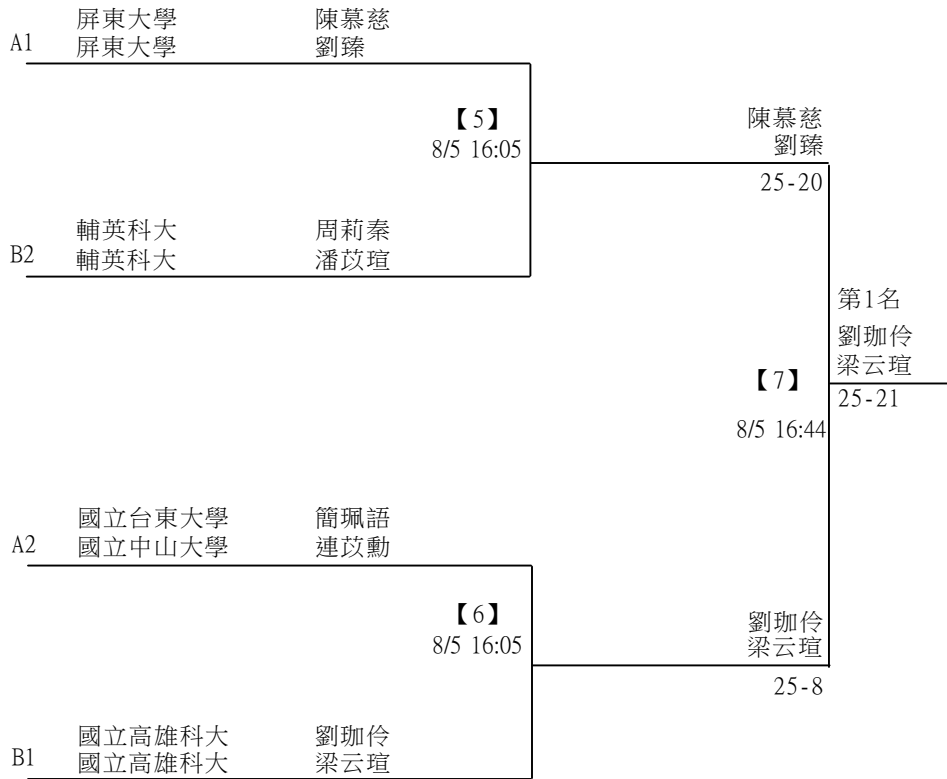 A1 屏東大學 陳慕慈
屏東大學 劉臻
【5】
8/5 16:05
陳慕慈
劉臻
25-20
B2 輔英科大 周莉秦
輔英科大 潘苡瑄
第1名
劉珈伶
梁云瑄
25-21
【7】
8/5 16:44
A2 國立台東大學 簡珮語
國立中山大學 連苡勳
【6】
8/5 16:05
劉珈伶
梁云瑄
25-8
B1 國立高雄科大 劉珈伶
國立高雄科大 梁云瑄